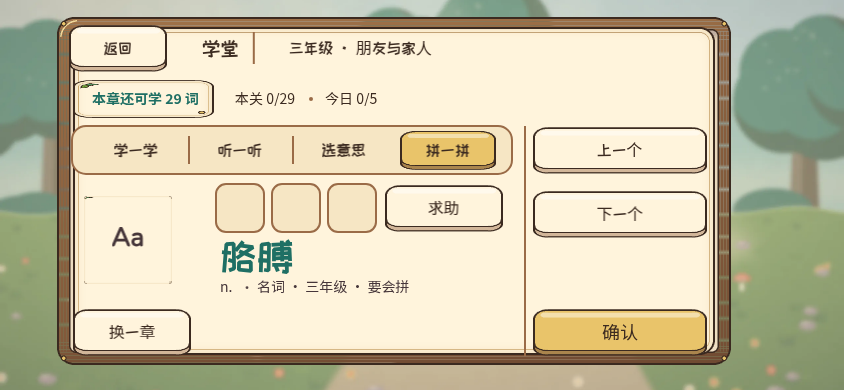 返回
学堂
三年级 · 朋友与家人
本章还可学 29 词
本关 0/29 • 今日 0/5
学一学
听一听
选意思
拼一拼
上一个
Aa
求助
下一个
胳膊
n. · 名词 · 三年级 · 要会拼
换一章
确认